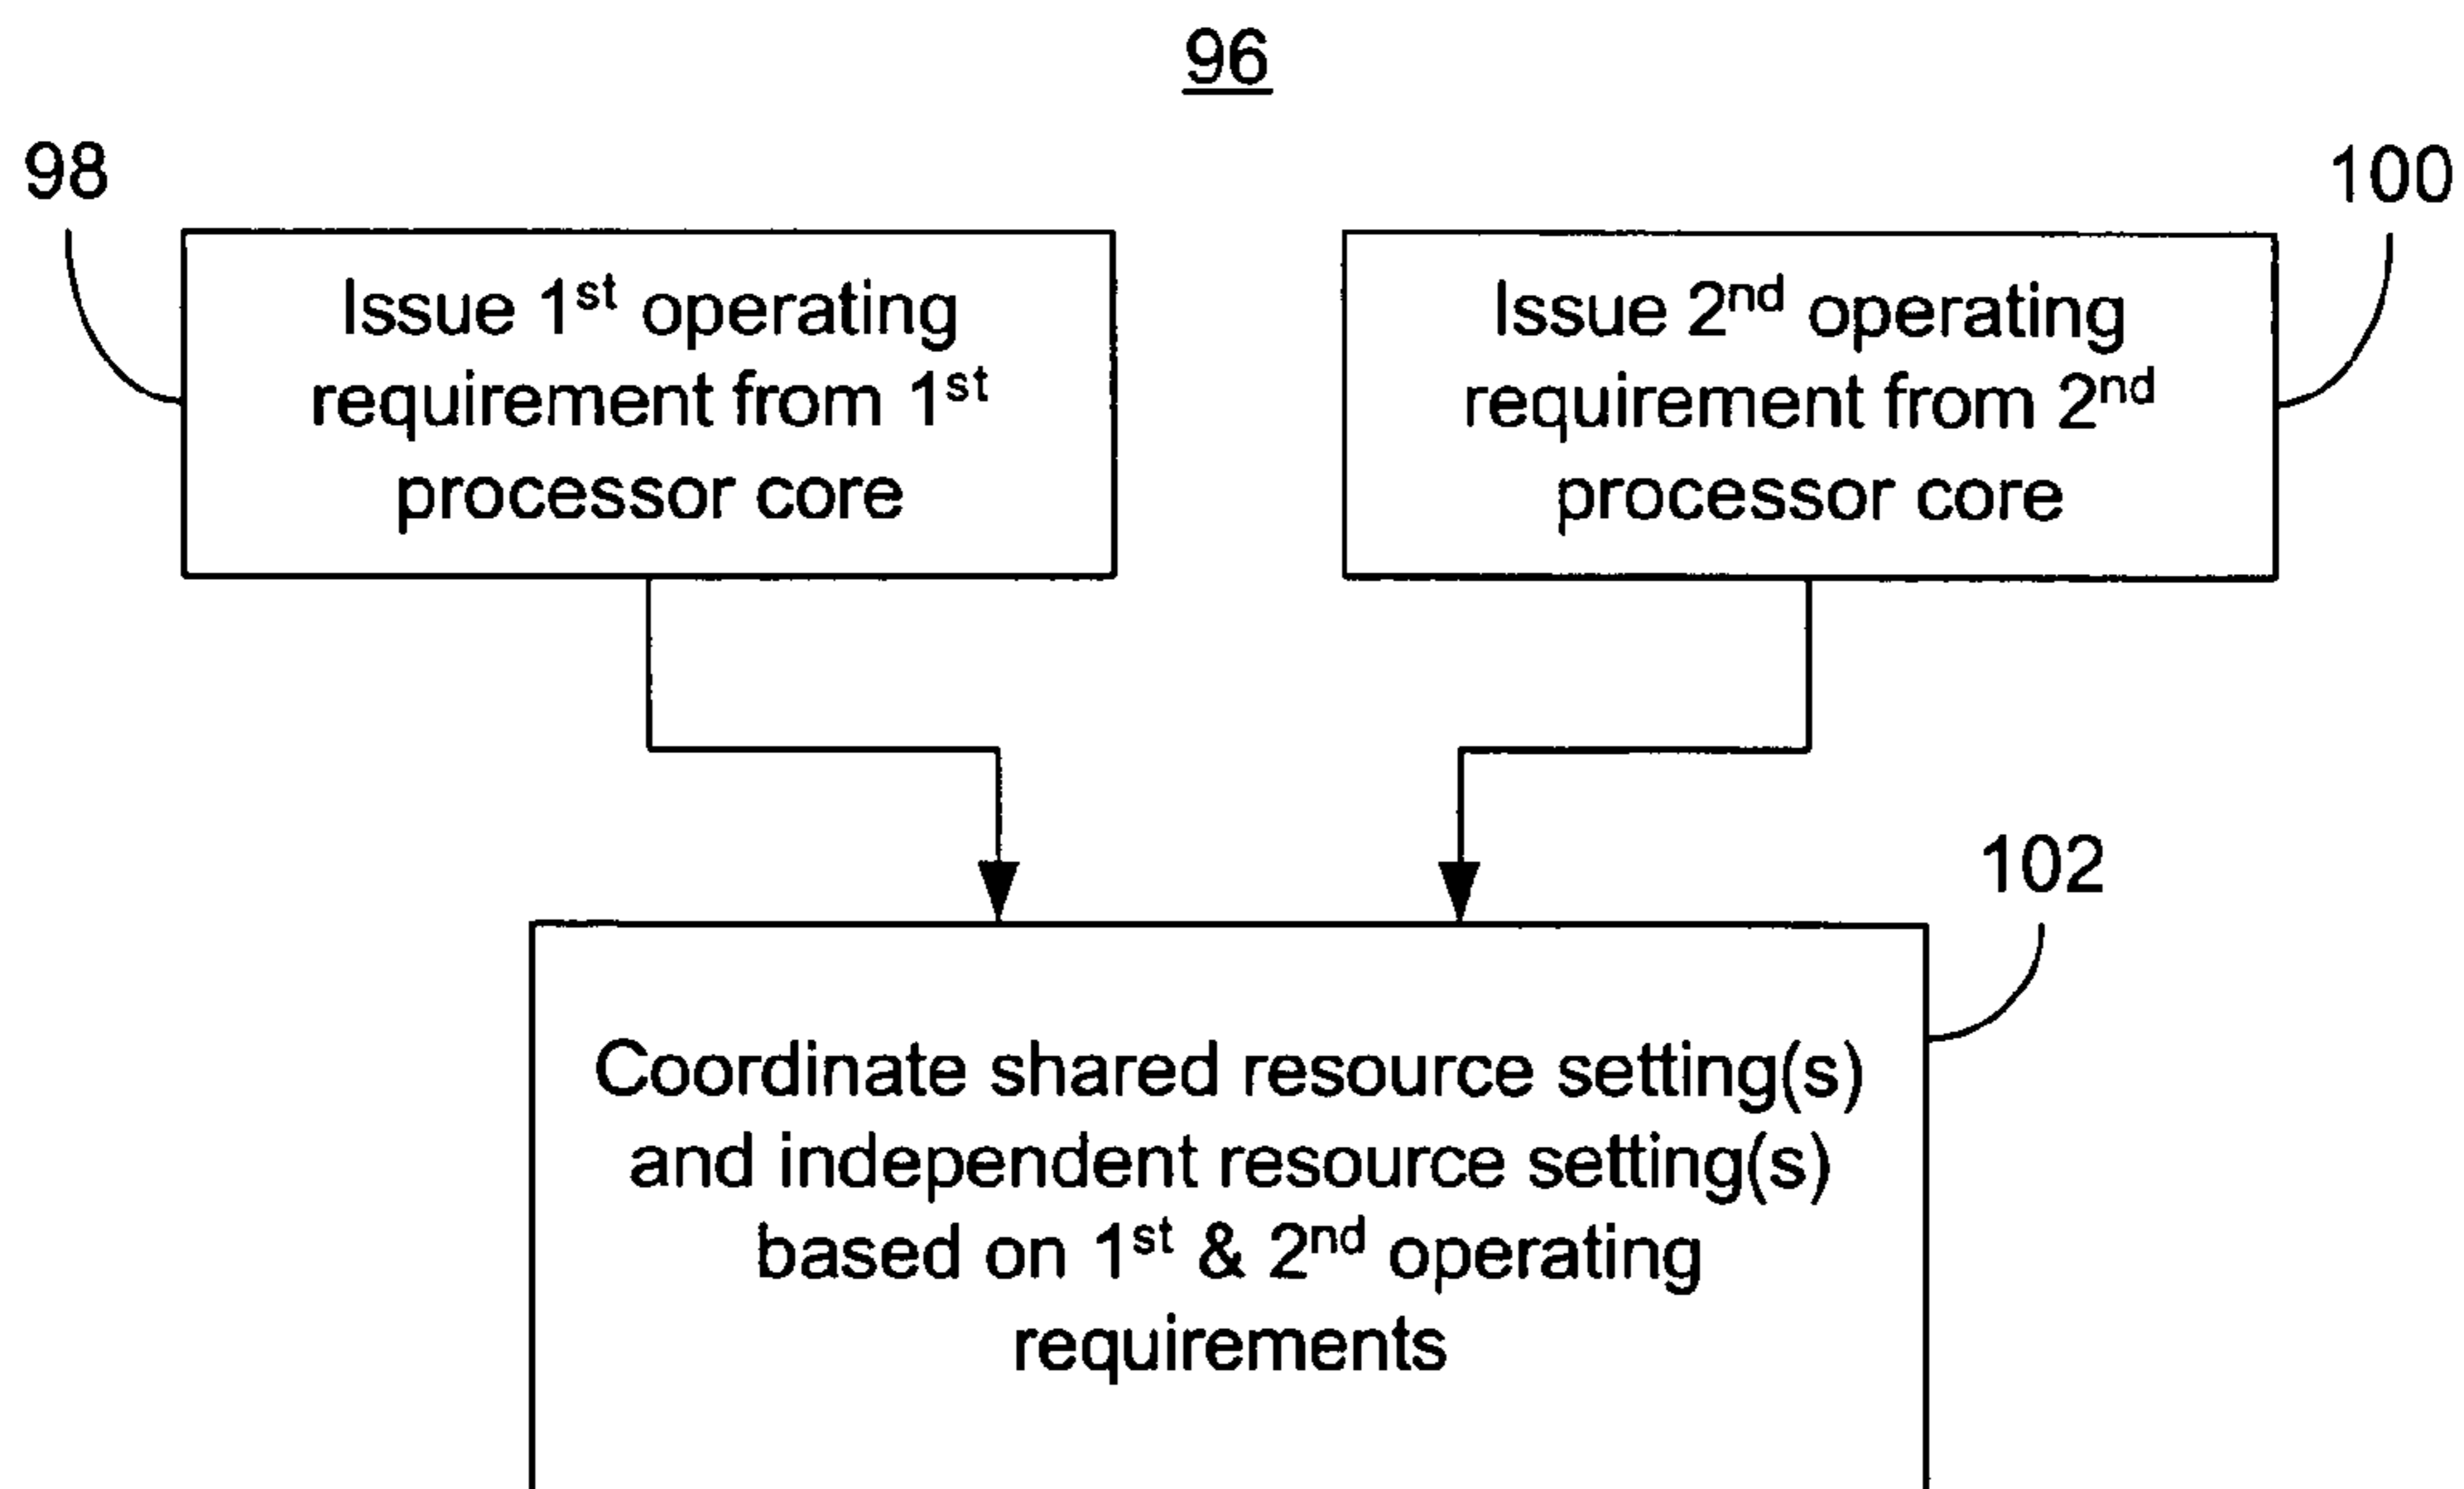 96
98
100
Issue 1st operating
requirement from 1st
processor core
Issue 2nd operating
requirement from 2nd
processor core
102
Coordinate shared resource setting(s)
and independent resource setting(s)
based on 1st & 2nd operating
requirements